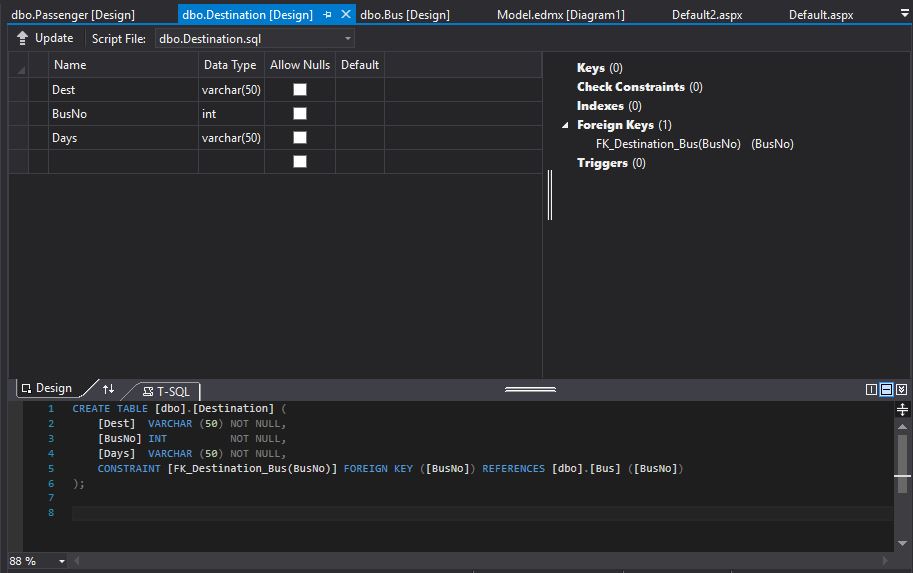 dbo.Passenger [Design] dbo.Destination [Design] dbo.Bus [Design] Model.edmx [Diagram1] Default2.aspx Default.aspx
Update Script File: dbo.Destination.sql
Name Data Type Allow Nulls Default
Dest varchar(50)
BusNo int
Days varchar(50)
Keys (0)
Check Constraints (0)
Indexes (0)
Foreign Keys (1)
FK_Destination_Bus(BusNo) (BusNo)
Triggers (0)
Design T-SQL
1 CREATE TABLE [dbo].[Destination] (
2 [Dest] VARCHAR (50) NOT NULL,
3 [BusNo] INT NOT NULL,
4 [Days] VARCHAR (50) NOT NULL,
5 CONSTRAINT [FK_Destination_Bus(BusNo)] FOREIGN KEY ([BusNo]) REFERENCES [dbo].[Bus] ([BusNo])
6 );
7
8
88 %